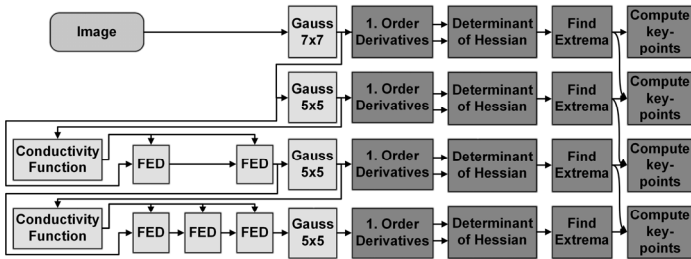 Image
Gauss
7x7
1. Order
Derivatives
Determinant
of Hessian
Find
Extrema
Compute
key-
points
Gauss
5x5
1. Order
Derivatives
Determinant
of Hessian
Find
Extrema
Compute
key-
points
Conductivity
Function
FED
FED
Gauss
5x5
1. Order
Derivatives
Determinant
of Hessian
Find
Extrema
Compute
key-
points
Conductivity
Function
FED
FED
FED
Gauss
5x5
1. Order
Derivatives
Determinant
of Hessian
Find
Extrema
Compute
key-
points